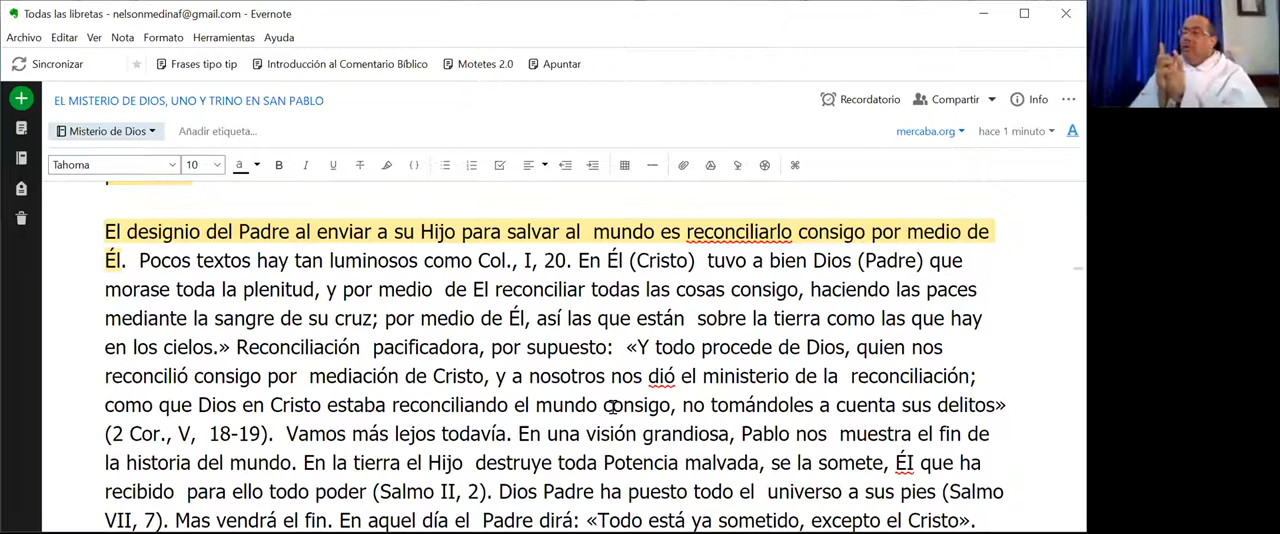 Todas las libretas - nelsonmedinaf@gmail.com - Evernote
Archivo Editar Ver Nota Formato Herramientas Ayuda
Sincronizar Frases tipo tip Introducción al Comentario Bíblico Motetes 2.0 Apuntar
EL MISTERIO DE DIOS, UNO Y TRINO EN SAN PABLO Recordatorio Compartir Info
Misterio de Dios Añadir etiqueta... mercaba.org hace 1 minuto A
Tahoma 10 a B I U T {}
El designio del Padre al enviar a su Hijo para salvar al mundo es reconciliarlo consigo por medio de
Él. Pocos textos hay tan luminosos como Col., I, 20. En Él (Cristo) tuvo a bien Dios (Padre) que
morase toda la plenitud, y por medio de El reconciliar todas las cosas consigo, haciendo las paces
mediante la sangre de su cruz; por medio de Él, así las que están sobre la tierra como las que hay
en los cielos.» Reconciliación pacificadora, por supuesto: «Y todo procede de Dios, quien nos
reconcilió consigo por mediación de Cristo, y a nosotros nos dió el ministerio de la reconciliación;
como que Dios en Cristo estaba reconciliando el mundo consigo, no tomándoles a cuenta sus delitos»
(2 Cor., V, 18-19). Vamos más lejos todavía. En una visión grandiosa, Pablo nos muestra el fin de
la historia del mundo. En la tierra el Hijo destruye toda Potencia malvada, se la somete, ÉI que ha
recibido para ello todo poder (Salmo II, 2). Dios Padre ha puesto todo el universo a sus pies (Salmo
VII, 7). Mas vendrá el fin. En aquel día el Padre dirá: «Todo está ya sometido, excepto el Cristo».